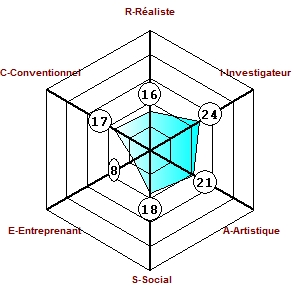 R-Réaliste
C-Conventionnel
I-Investigateur
16
24
17
8
21
18
E-Entreprenant
A-Artistique
S-Social